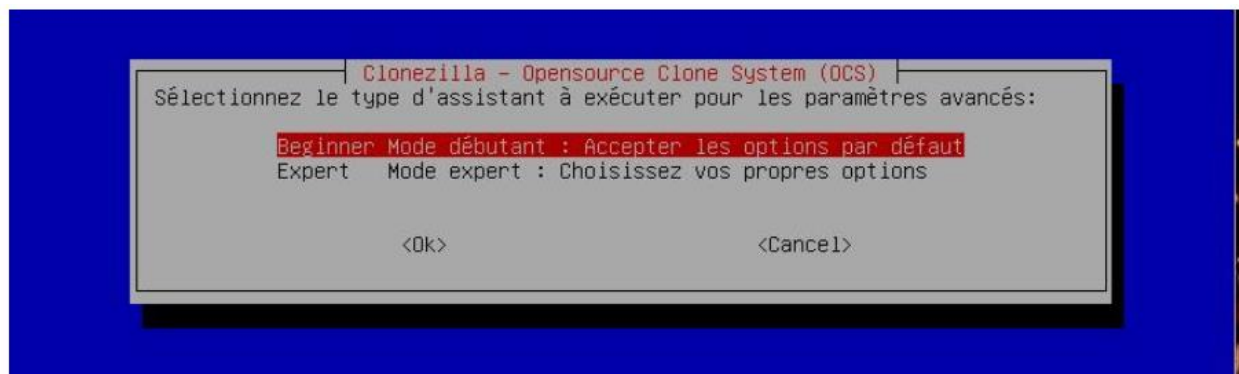 Clonezilla - Opensource Clone System (OCS)
Sélectionnez le type d'assistant à exécuter pour les paramètres avancés:
Beginner Mode débutant : Accepter les options par défaut
Expert Mode expert : Choisissez vos propres options
<Ok> <Cancel>